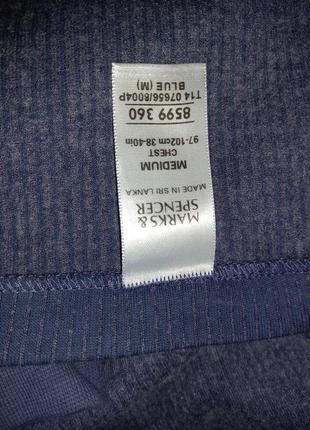 MARKS &
SPENCER
MADE IN SRI LANKA
MEDIUM
CHEST
97-102cm 38-40in
8599 360
T14 07656/8004P
BLUE (M)